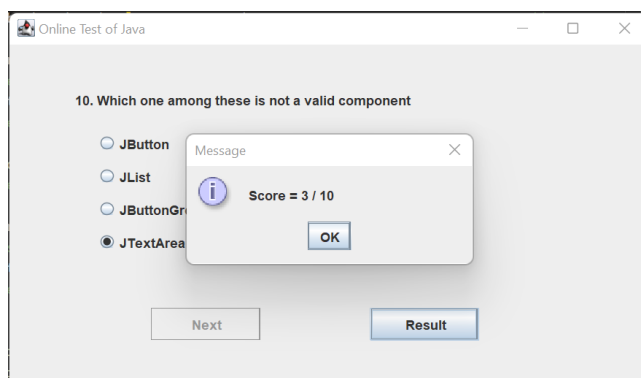 Online Test of Java
10. Which one among these is not a valid component
JButton
JList
JTextArea
Message
Score = 3 / 10
OK
Next
Result